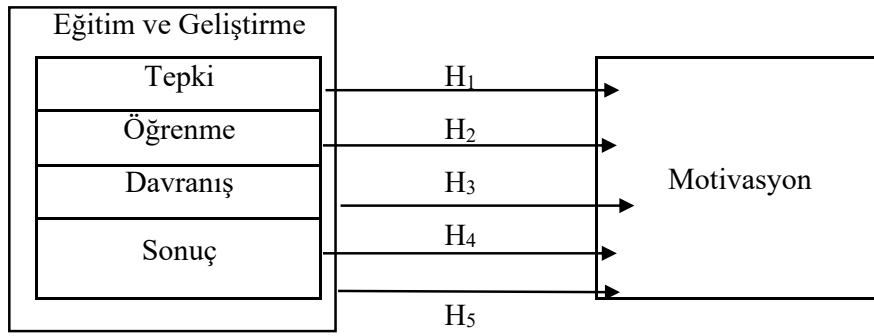 Eğitim ve Geliştirme
Tepki
H₁
Öğrenme
H₂
Davranış
H₃
Motivasyon
Sonuç
H₄
H₅